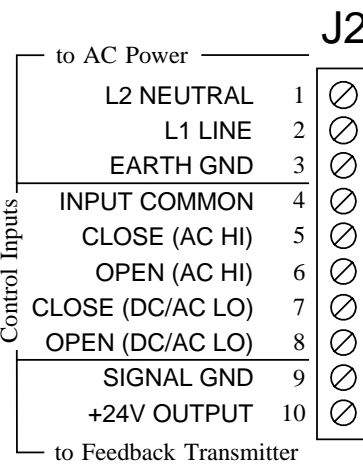 J2
to AC Power
L2 NEUTRAL 1
L1 LINE 2
EARTH GND 3
Control Inputs
INPUT COMMON 4
CLOSE (AC HI) 5
OPEN (AC HI) 6
CLOSE (DC/AC LO) 7
OPEN (DC/AC LO) 8
SIGNAL GND 9
+24V OUTPUT 10
to Feedback Transmitter